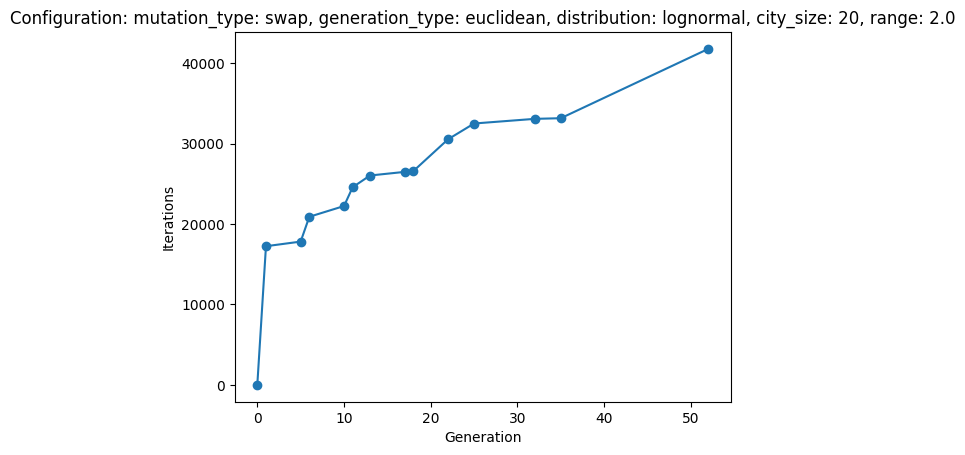 Configuration: mutation_type: swap, generation_type: euclidean, distribution: lognormal, city_size: 20, range: 2.0
40000
30000
20000
10000
0
Iterations
0 10 20 30 40 50
Generation